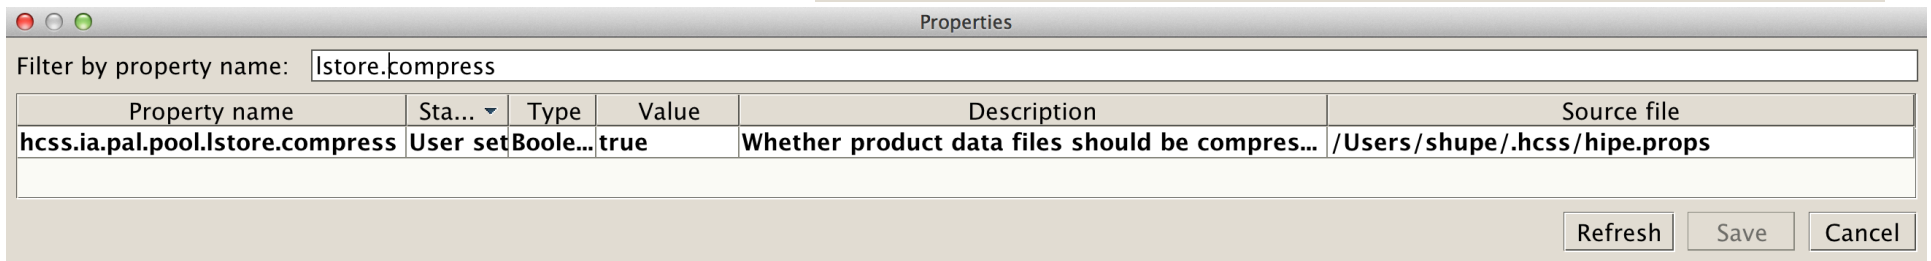 Properties
Filter by property name: lstore.compress
Property name Sta... Type Value Description Source file
hcss.ia.pal.pool.lstore.compress User set Boole... true Whether product data files should be compres... /Users/shupe/.hcss/hipe.props
Refresh Save Cancel